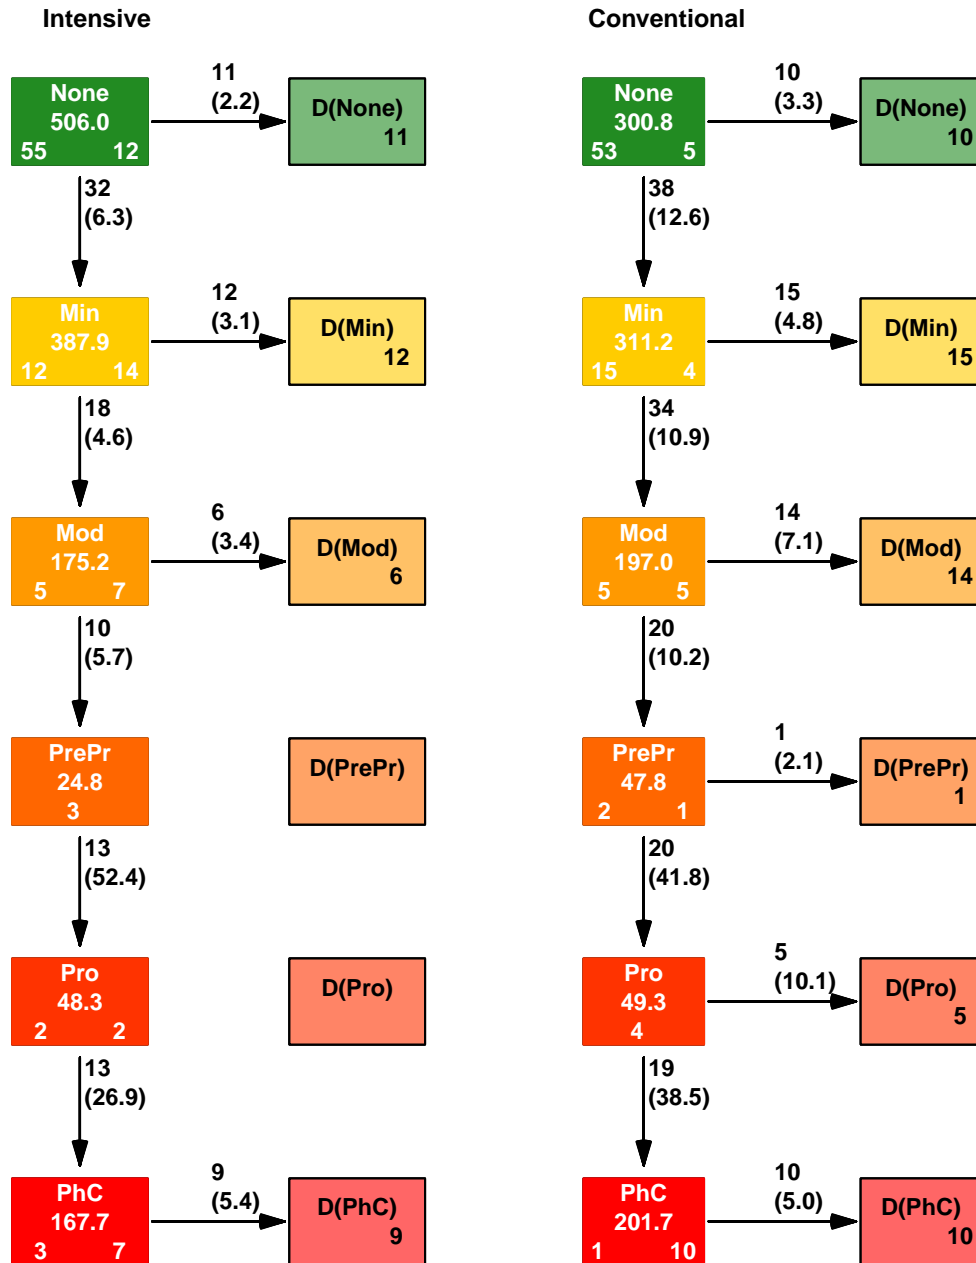 Intensive
Conventional
None
506.0
55 12
11
(2.2)
D(None)
11
None
300.8
53 5
10
(3.3)
D(None)
10
32
(6.3)
38
(12.6)
Min
387.9
12 14
12
(3.1)
D(Min)
12
Min
311.2
15 4
15
(4.8)
D(Min)
15
18
(4.6)
34
(10.9)
Mod
175.2
5 7
6
(3.4)
D(Mod)
6
Mod
197.0
5 5
14
(7.1)
D(Mod)
14
10
(5.7)
20
(10.2)
PrePr
24.8
3
D(PrePr)
PrePr
47.8
2 1
1
(2.1)
D(PrePr)
1
13
(52.4)
20
(41.8)
Pro
48.3
2 2
D(Pro)
Pro
49.3
4
5
(10.1)
D(Pro)
5
13
(26.9)
19
(38.5)
PhC
167.7
3 7
9
(5.4)
D(PhC)
9
PhC
201.7
1 10
10
(5.0)
D(PhC)
10